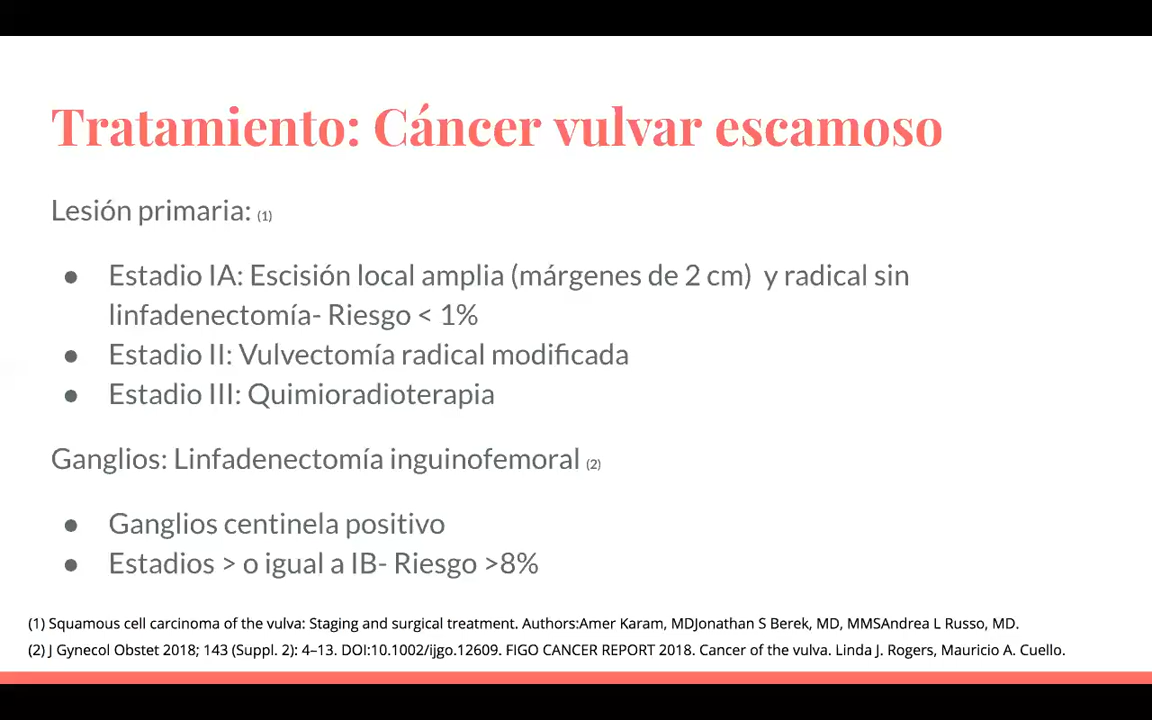 Tratamiento: Cáncer vulvar escamoso
Lesión primaria: (1)
● Estadio IA: Escisión local amplia (márgenes de 2 cm)  y radical sin
linfadenectomía- Riesgo < 1%
● Estadio II: Vulvectomía radical modificada
● Estadio III: Quimioradioterapia
Ganglios: Linfadenectomía inguinofemoral (2)
● Ganglios centinela positivo
● Estadios > o igual a IB- Riesgo >8%
(1) Squamous cell carcinoma of the vulva: Staging and surgical treatment. Authors:Amer Karam, MDJonathan S Berek, MD, MMSAndrea L Russo, MD.
(2) J Gynecol Obstet 2018; 143 (Suppl. 2): 4–13. DOI:10.1002/ijgo.12609. FIGO CANCER REPORT 2018. Cancer of the vulva. Linda J. Rogers, Mauricio A. Cuello.